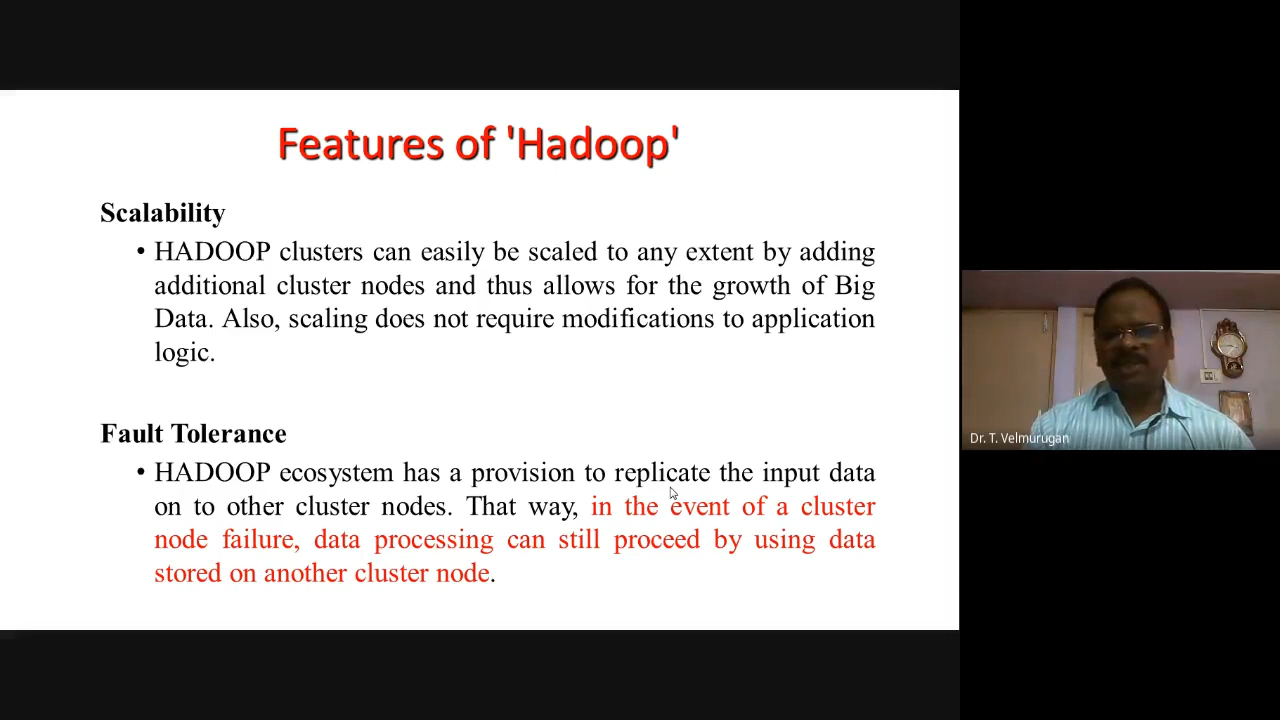 Features of 'Hadoop'
Scalability
• HADOOP clusters can easily be scaled to any extent by adding
additional cluster nodes and thus allows for the growth of Big
Data. Also, scaling does not require modifications to application
logic.
Fault Tolerance
• HADOOP ecosystem has a provision to replicate the input data
on to other cluster nodes. That way, in the event of a cluster
node failure, data processing can still proceed by using data
stored on another cluster node.
Dr. T. Velmurugan